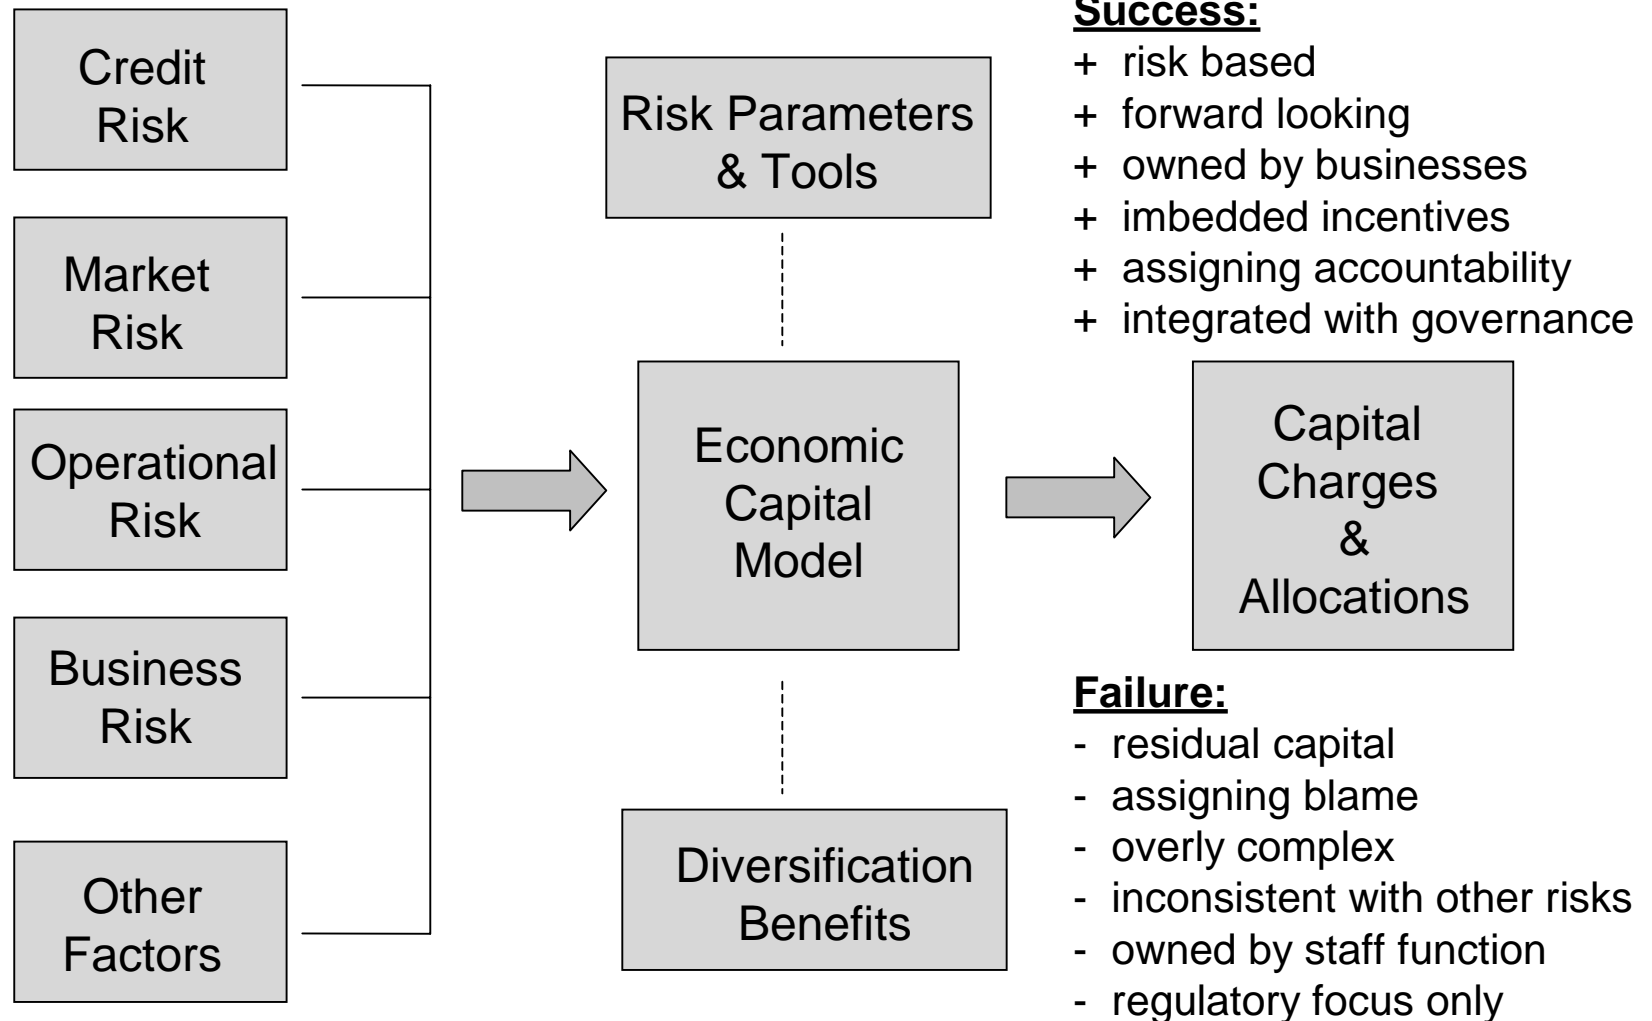 Credit
Risk
Market
Risk
Operational
Risk
Business
Risk
Other
Factors
Risk Parameters
& Tools
Economic
Capital
Model
Diversification
Benefits
Success:
+ risk based
+ forward looking
+ owned by businesses
+ imbedded incentives
+ assigning accountability
+ integrated with governance
Capital
Charges
&
Allocations
Failure:
- residual capital
- assigning blame
- overly complex
- inconsistent with other risks
- owned by staff function
- regulatory focus only